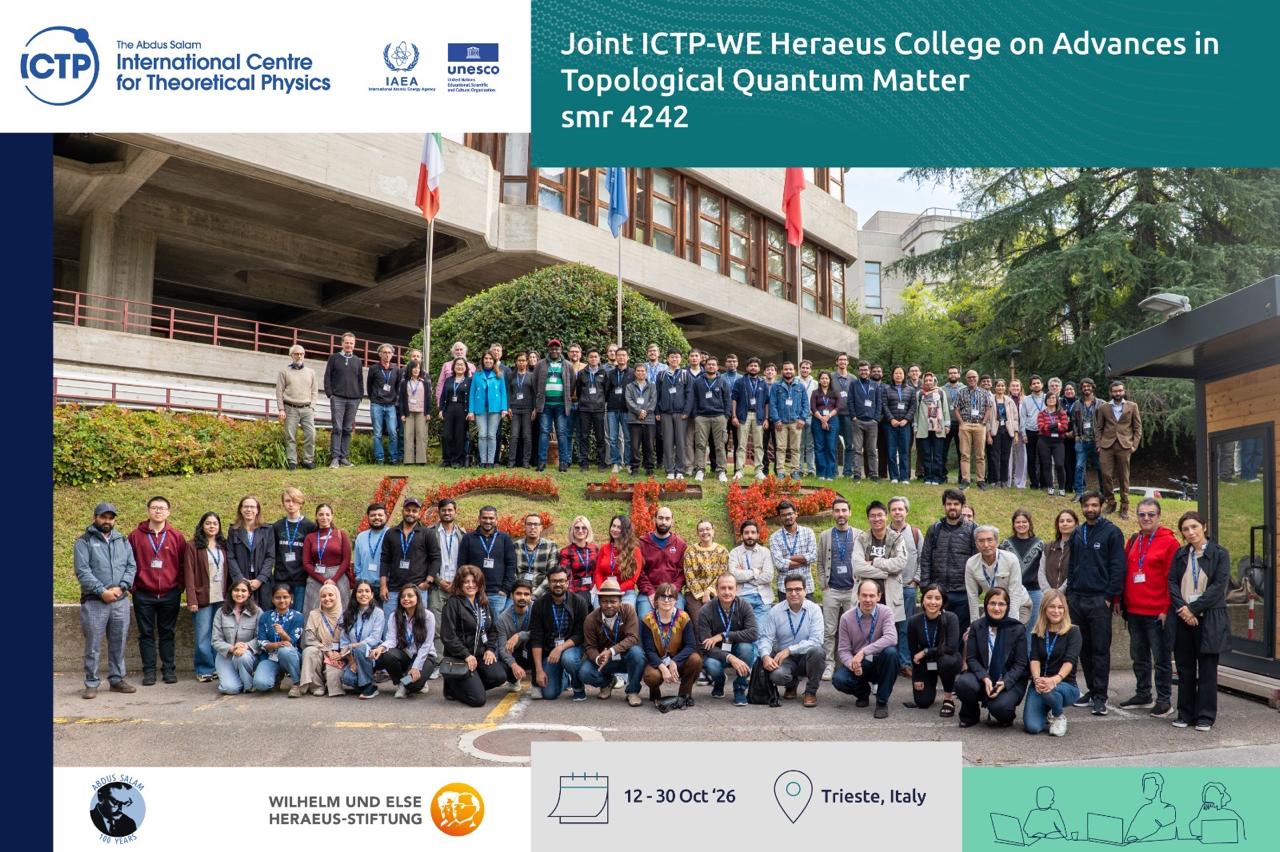 ICTP
The Abdus Salam
International Centre
for Theoretical Physics
IAEA
International Atomic Energy Agency
unesco
United Nations
Educational, Scientific
and Cultural Organization
Joint ICTP-WE Heraeus College on Advances in
Topological Quantum Matter
smr 4242
ICTP
ABDUS SALAM
100 YEARS
WILHELM UND ELSE
HERAEUS-STIFTUNG
12 - 30 Oct ‘26
Trieste, Italy